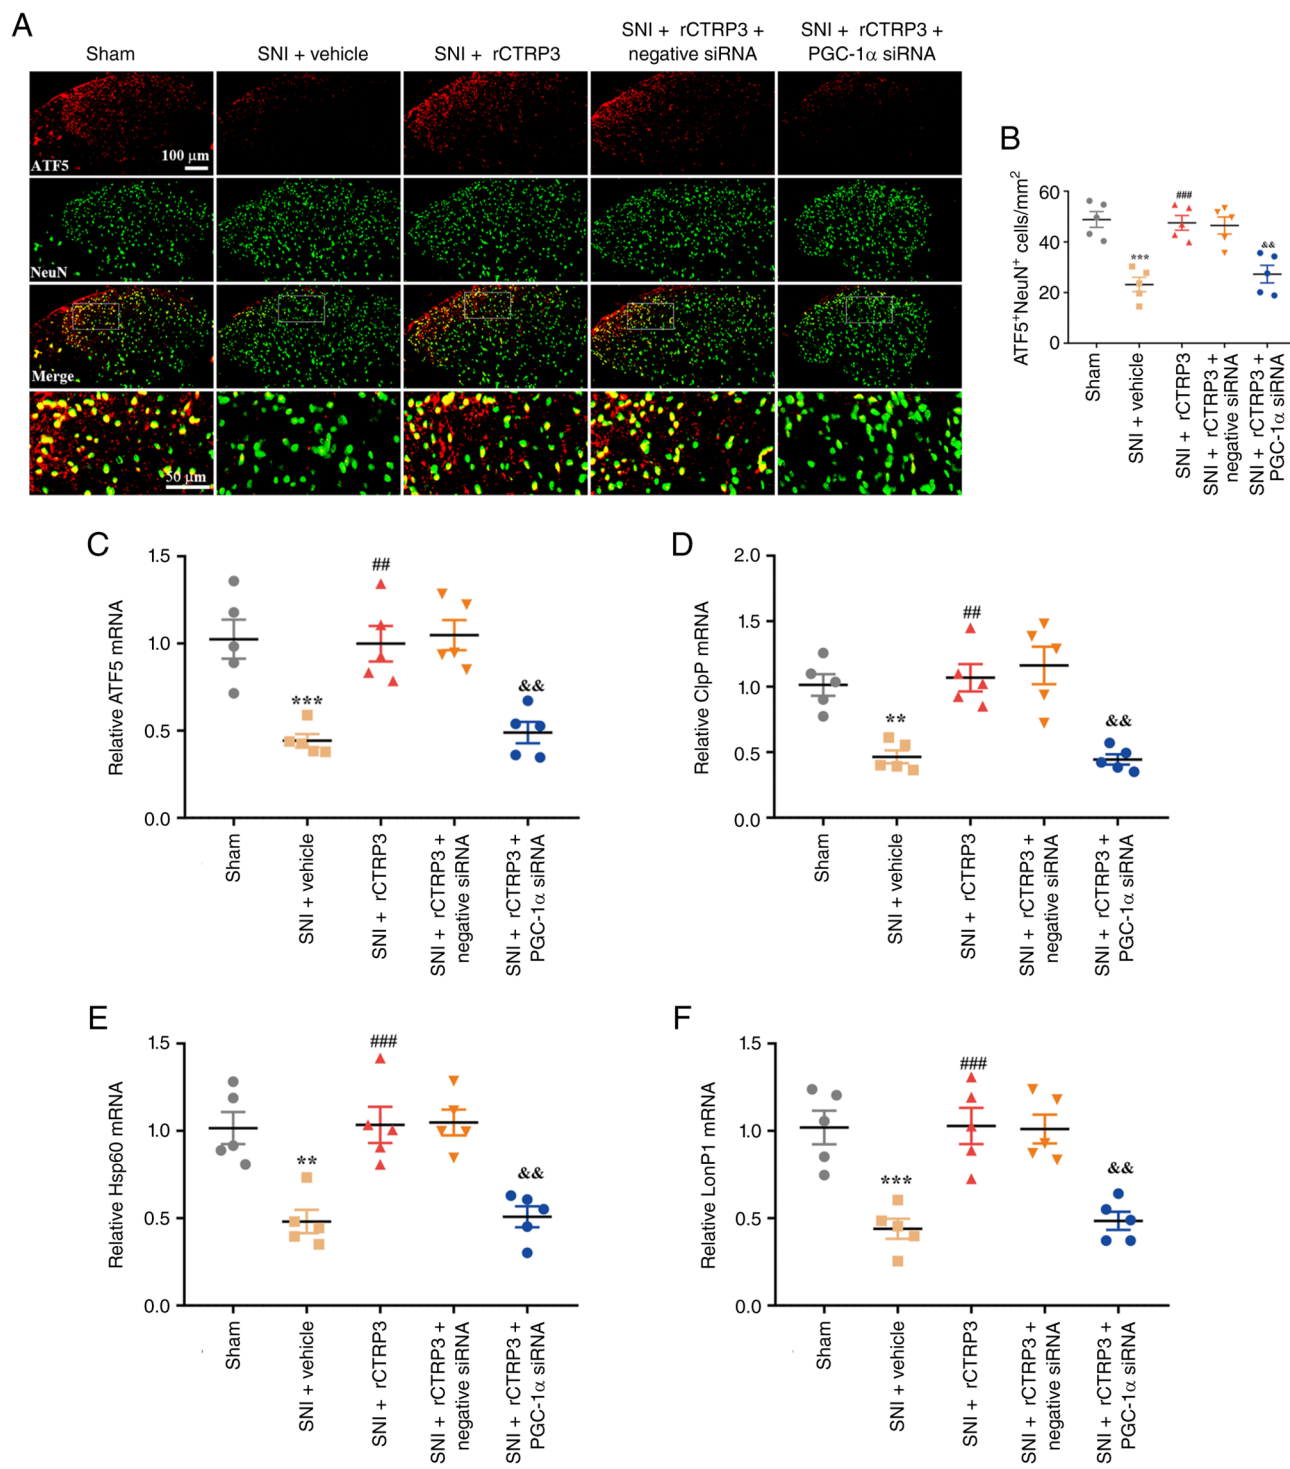 A
Sham
SNI + vehicle
SNI + rCTRP3
SNI + rCTRP3 +
negative siRNA
SNI + rCTRP3 +
PGC-1α siRNA
ATF5
100 μm
NeuN
Merge
50 μm
B
ATF5+NeuN+ cells/mm2
60
40
20
0
***
###
&&
Sham
SNI + vehicle
SNI + rCTRP3
SNI + rCTRP3 +
negative siRNA
SNI + rCTRP3 +
PGC-1α siRNA
C
Relative ATF5 mRNA
1.5
1.0
0.5
0.0
***
##
&&
Sham
SNI + vehicle
SNI + rCTRP3
SNI + rCTRP3 +
negative siRNA
SNI + rCTRP3 +
PGC-1α siRNA
D
Relative ClpP mRNA
2.0
1.5
1.0
0.5
0.0
**
##
&&
Sham
SNI + vehicle
SNI + rCTRP3
SNI + rCTRP3 +
negative siRNA
SNI + rCTRP3 +
PGC-1α siRNA
E
Relative Hsp60 mRNA
1.5
1.0
0.5
0.0
**
###
&&
Sham
SNI + vehicle
SNI + rCTRP3
SNI + rCTRP3 +
negative siRNA
SNI + rCTRP3 +
PGC-1α siRNA
F
Relative LonP1 mRNA
1.5
1.0
0.5
0.0
***
###
&&
Sham
SNI + vehicle
SNI + rCTRP3
SNI + rCTRP3 +
negative siRNA
SNI + rCTRP3 +
PGC-1α siRNA